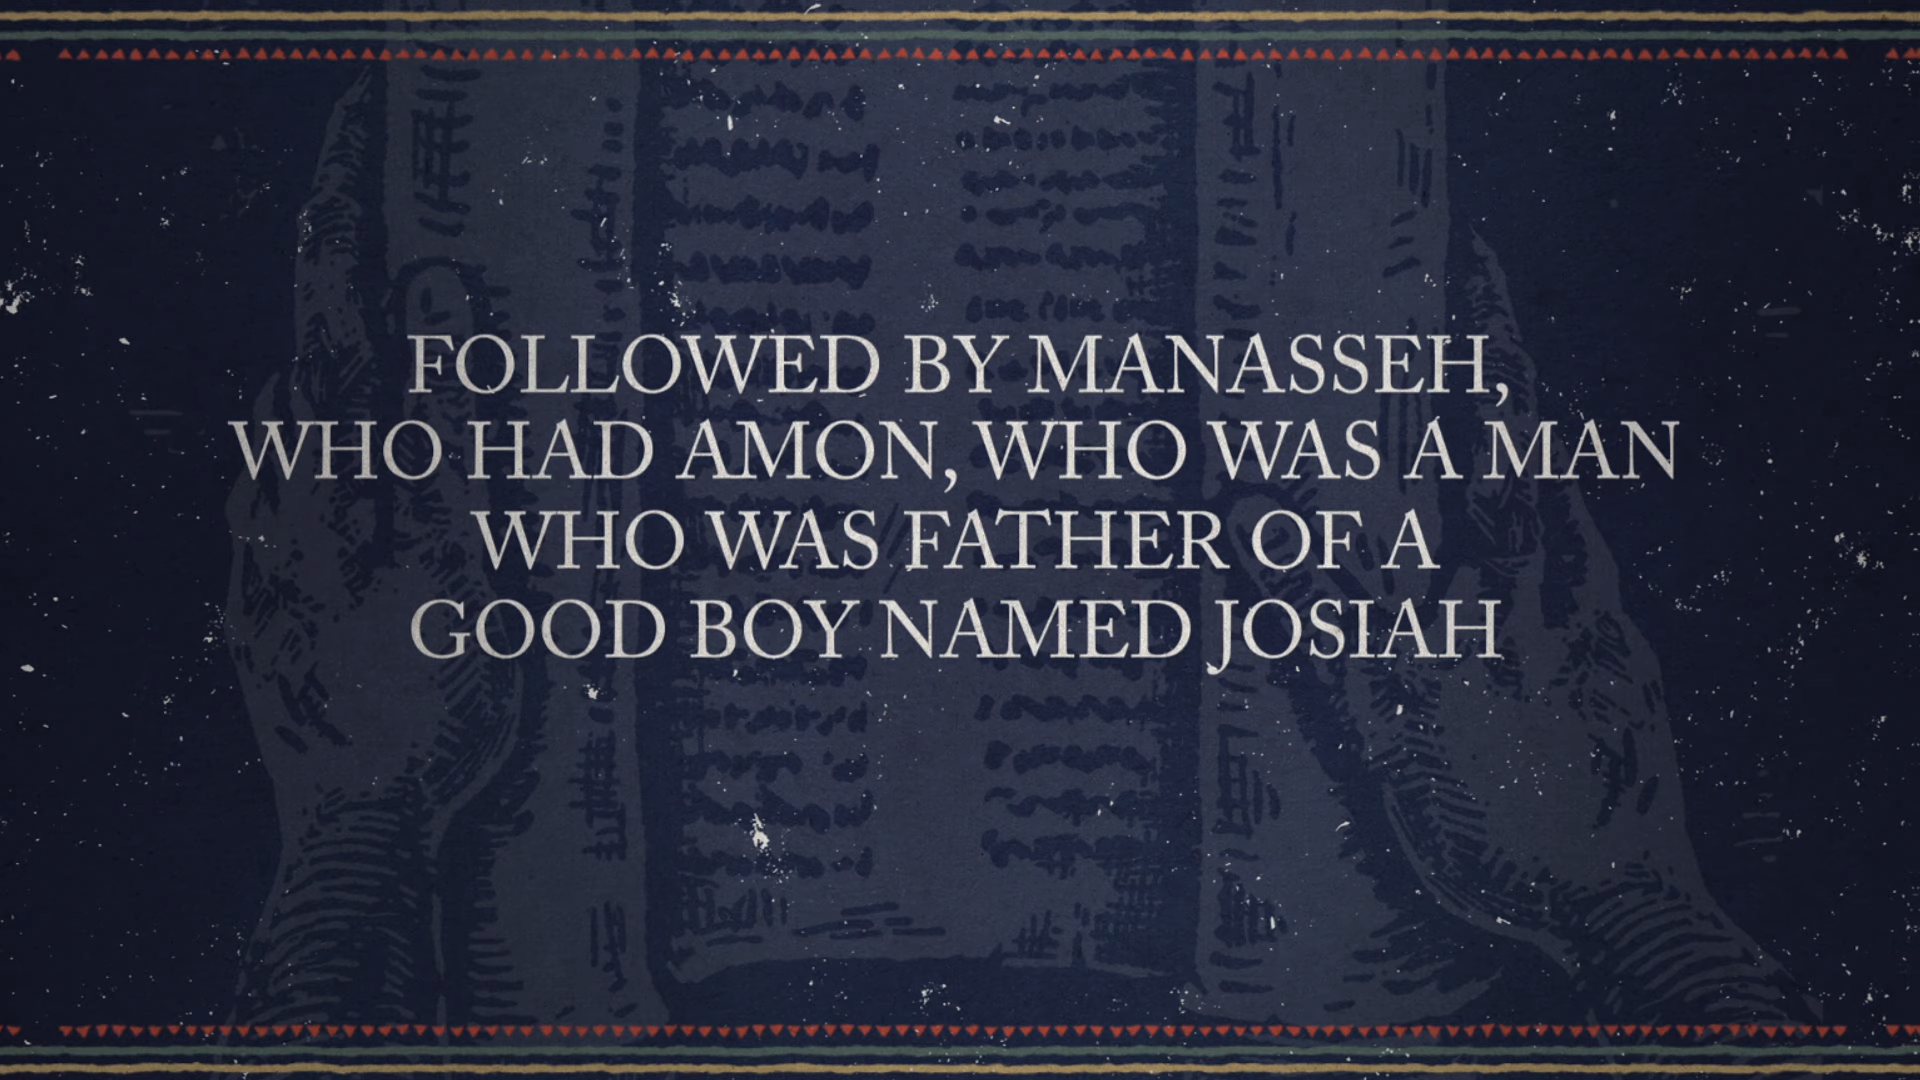 FOLLOWED BY MANASSEH,
WHO HAD AMON, WHO WAS A MAN
WHO WAS FATHER OF A
GOOD BOY NAMED JOSIAH